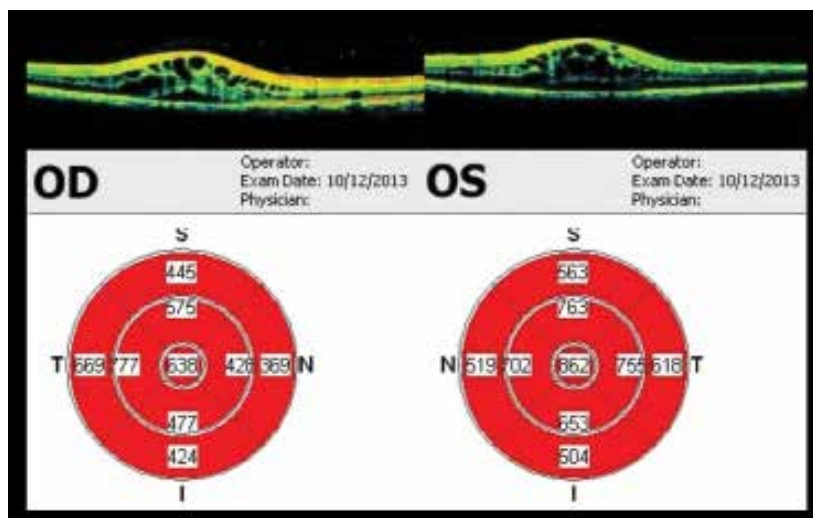 OD
Operator:
Exam Date: 10/12/2013
Physician:
OS
Operator:
Exam Date: 10/12/2013
Physician:
S
445
575
T 669 777 638 426 369 N
477
424
I
S
563
763
N 519 702 862 755 618 T
653
504
I